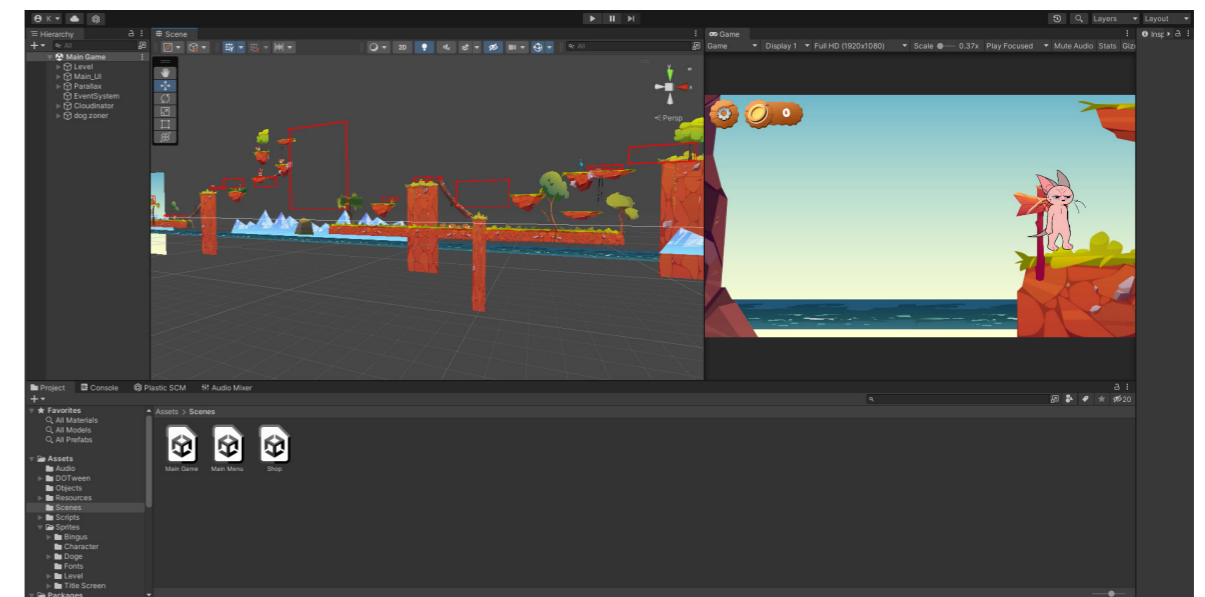 K
Layers
Layout
Hierarchy
Scene
Game
Insp
All
2D
All
Game
Display 1
Full HD (1920x1080)
Scale
0.37x
Play Focused
Mute Audio
Stats
Giz
Main Game
Level
Main_UI
Parallax
EventSystem
Cloudinator
dog zoner
Persp
y
0
Project
Console
Plastic SCM
Audio Mixer
20
Favorites
All Materials
All Models
All Prefabs
Assets
Audio
DOTween
Objects
Resources
Scenes
Scripts
Sprites
Bingus
Character
Doge
Fonts
Level
Title Screen
Packages
Assets > Scenes
Main Game
Main Menu
Shop